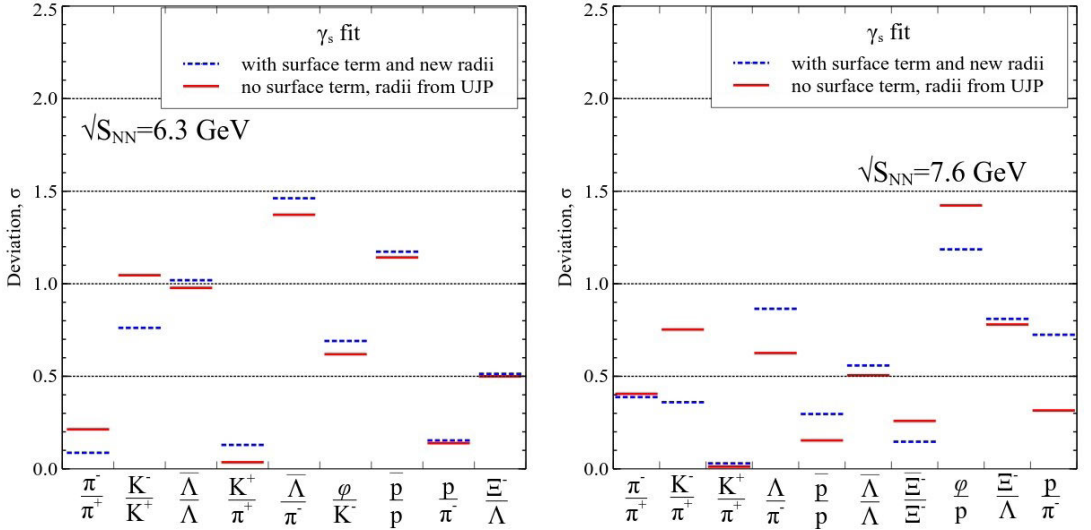 2.5
2.0
1.5
1.0
0.5
0.0
Deviation, σ
γs fit
with surface term and new radii
no surface term, radii from UJP
√SNN=6.3 GeV
π⁻/π⁺ K⁻/K⁺ Λ̅/Λ K⁺/π⁺ Λ̅/π⁻ φ/K⁻ p̅/p p/π⁻ Ξ⁻/Λ
2.5
2.0
1.5
1.0
0.5
0.0
Deviation, σ
γs fit
with surface term and new radii
no surface term, radii from UJP
√SNN=7.6 GeV
π⁻/π⁺ K⁻/π⁺ K⁺/π⁺ Λ/π⁻ p̅/p Λ̅/Λ Ξ̅⁻/Ξ⁻ φ/p Ξ⁻/Λ p/π⁻